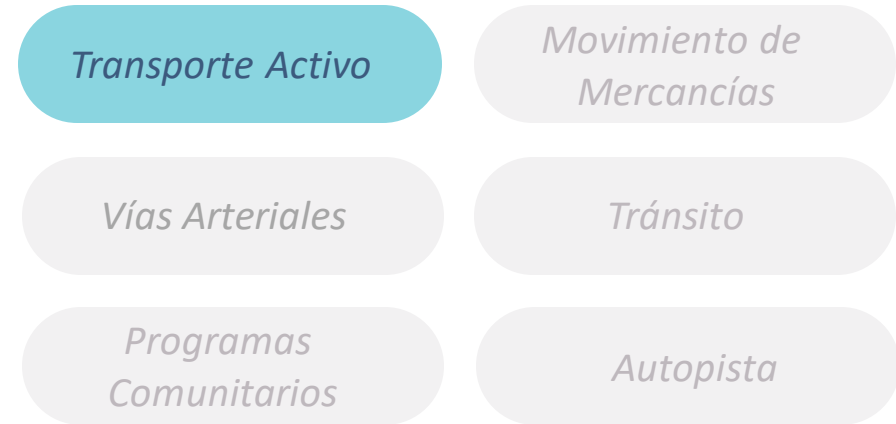 Transporte Activo
Movimiento de
Mercancías
Vías Arteriales
Tránsito
Programas
Comunitarios
Autopista